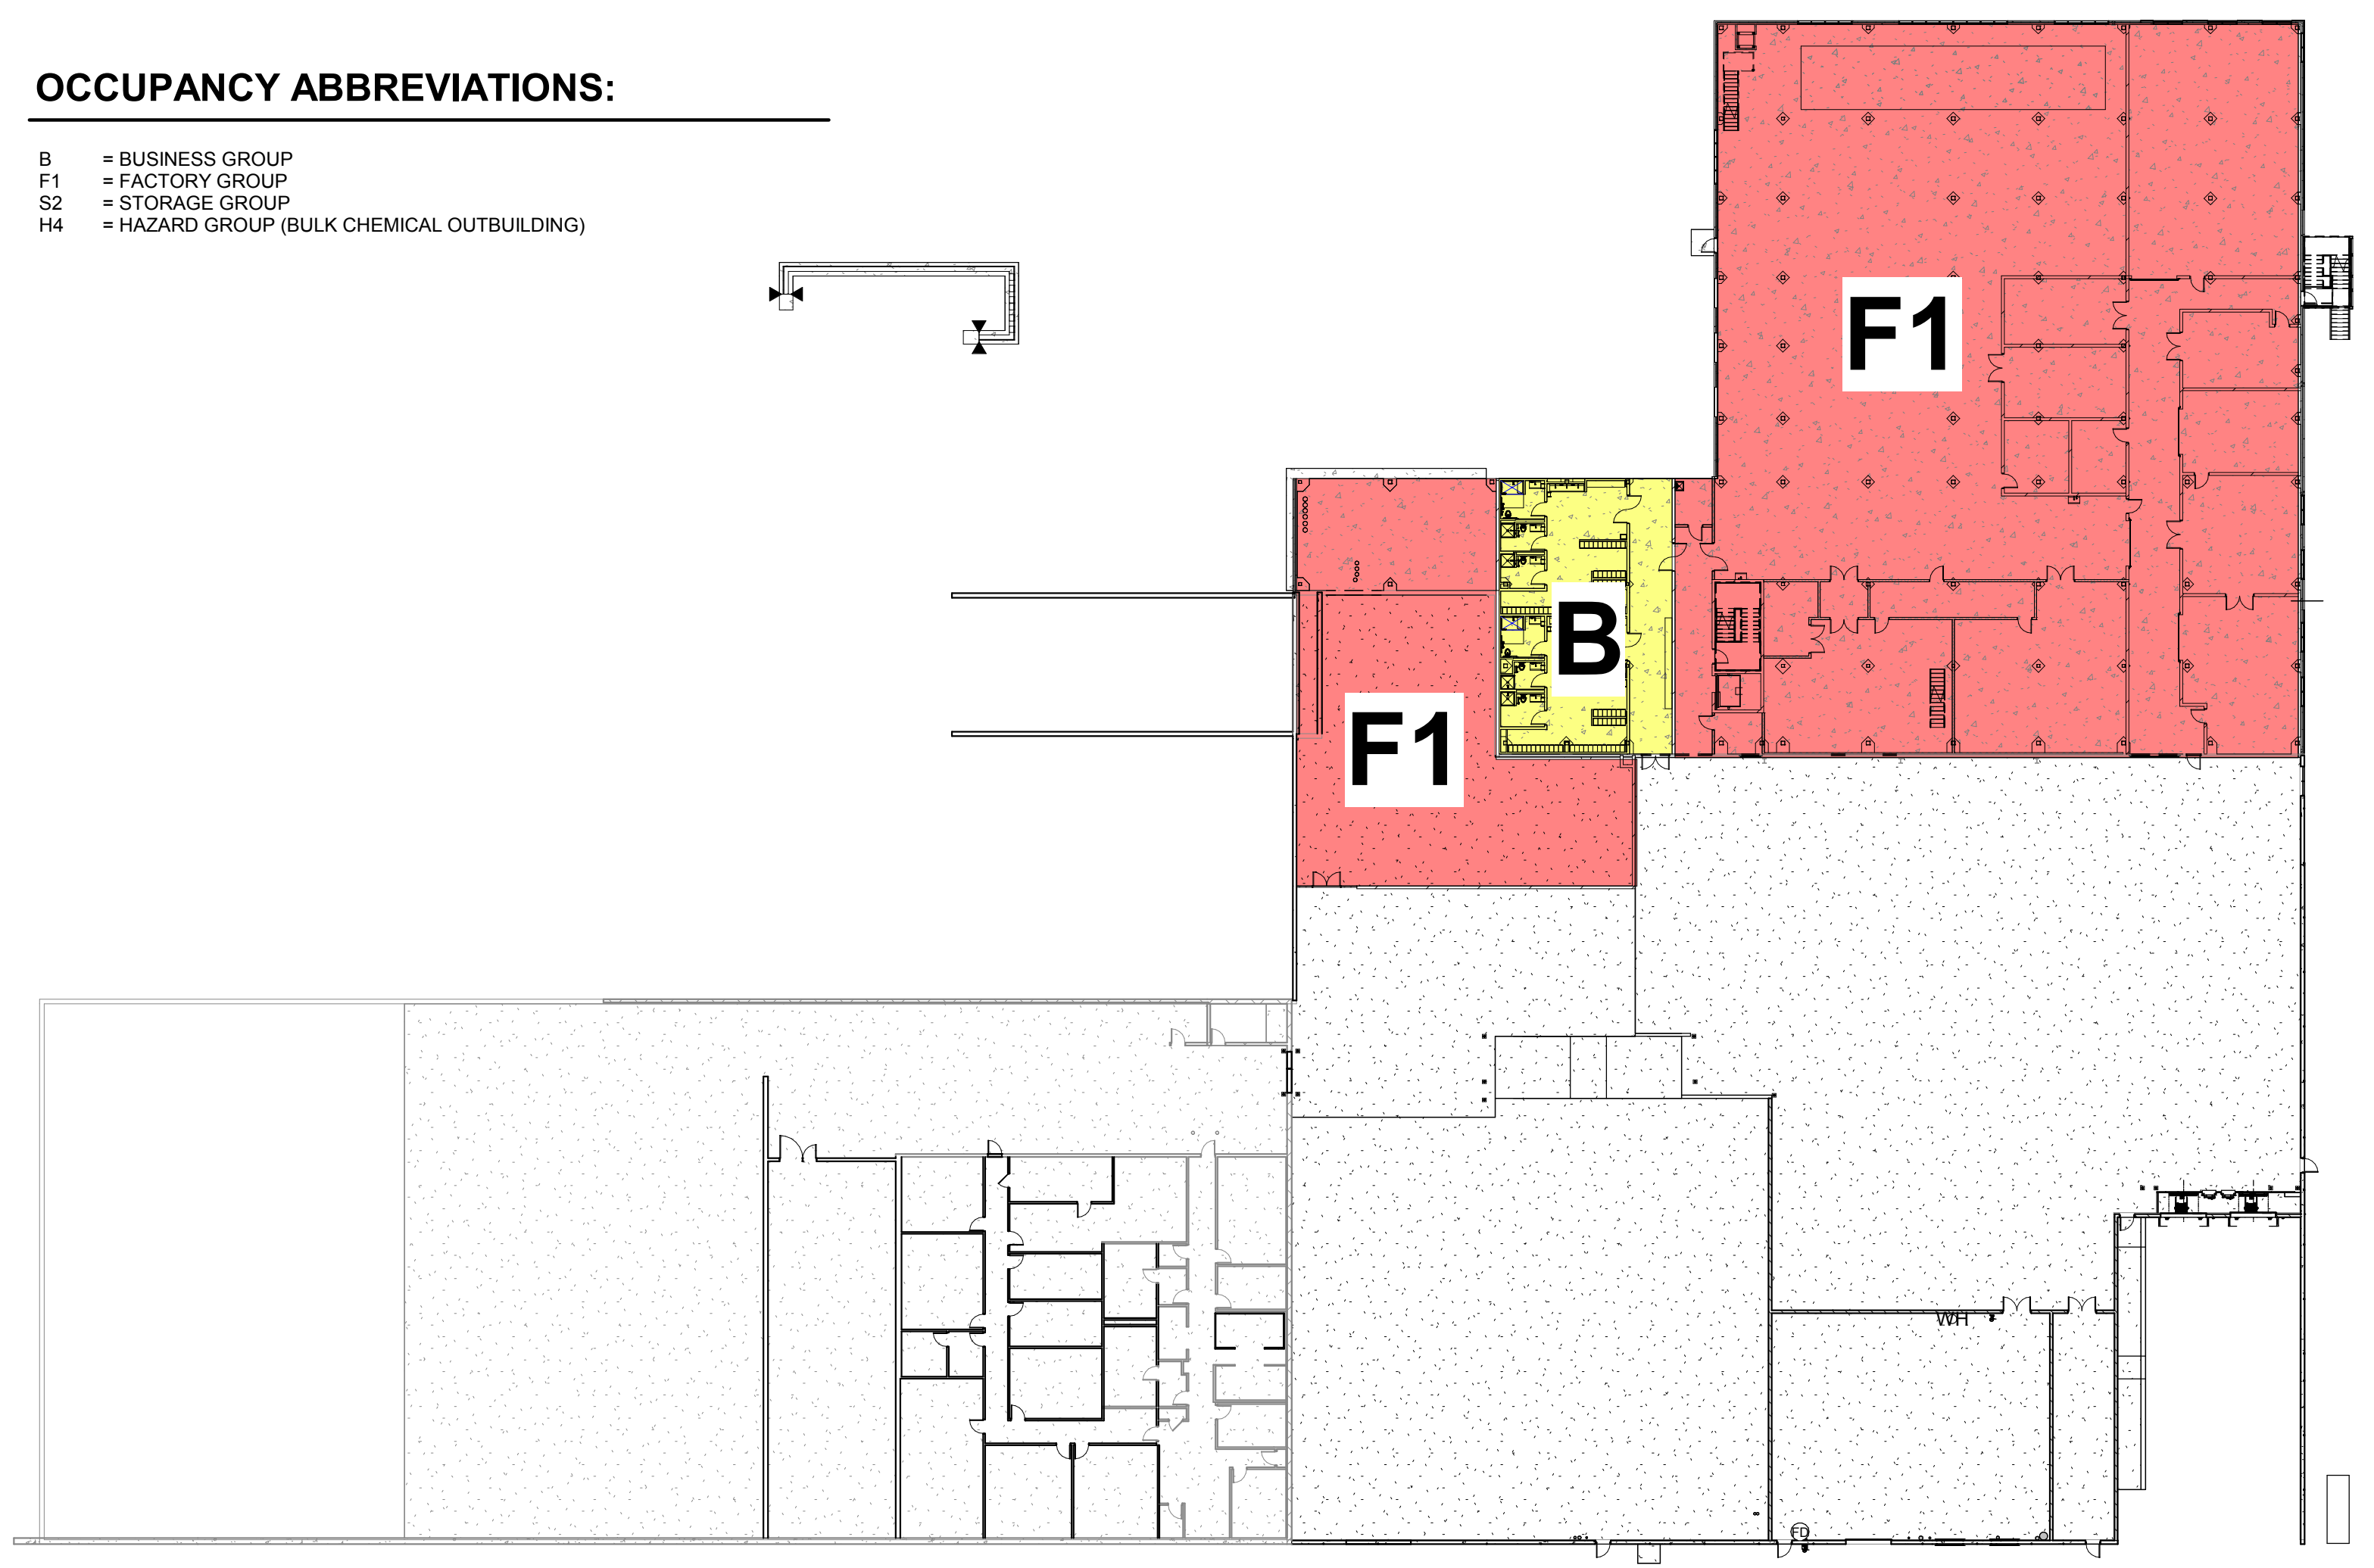 OCCUPANCY ABBREVIATIONS:
B = BUSINESS GROUP
F1 = FACTORY GROUP
S2 = STORAGE GROUP
H4 = HAZARD GROUP (BULK CHEMICAL OUTBUILDING)
F1
B
F1
WH
FD